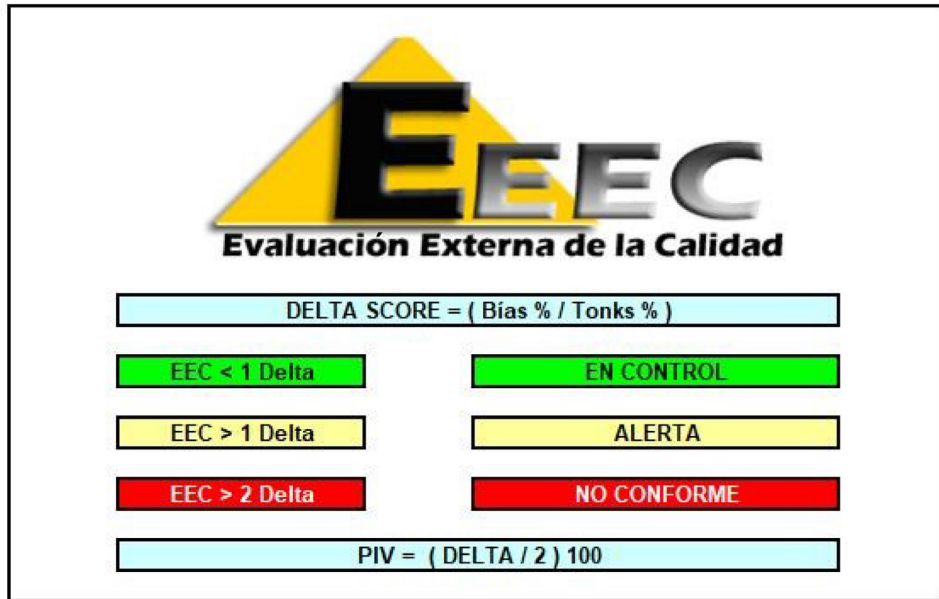 EEEC
Evaluación Externa de la Calidad
DELTA SCORE = ( Bías % / Tonks % )
EEC < 1 Delta EN CONTROL
EEC > 1 Delta ALERTA
EEC > 2 Delta NO CONFORME
PIV = ( DELTA / 2 ) 100